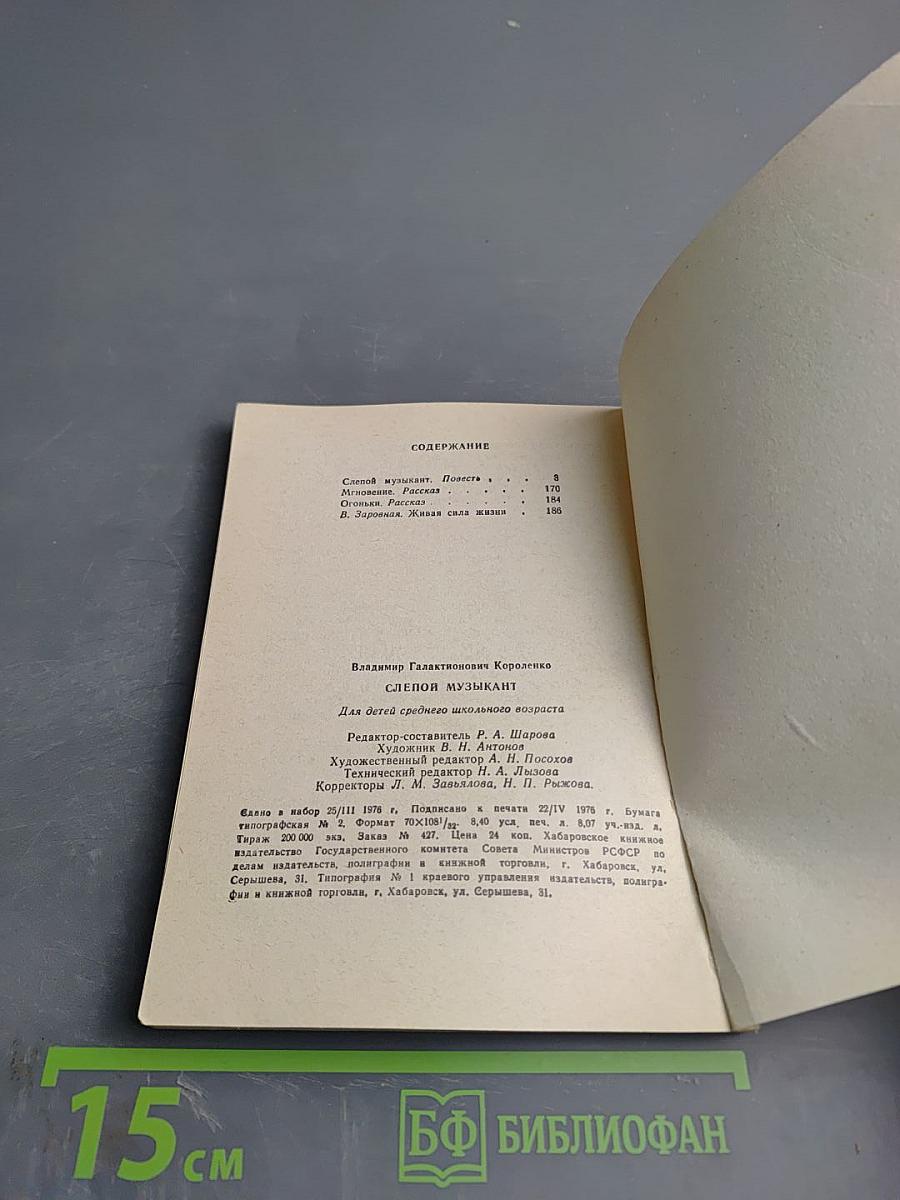 СОДЕРЖАНИЕ
Слепой музыкант. Повесть . . . . 3
Мгновение. Рассказ . . . . . 170
Огоньки. Рассказ . . . . . . 184
В. Заровная. Живая сила жизни . 186
Владимир Галактионович Короленко
СЛЕПОЙ МУЗЫКАНТ
Для детей среднего школьного возраста
Редактор-составитель Р. А. Шарова
Художник В. Н. Антонов
Художественный редактор А. Н. Посохов
Технический редактор Н. А. Лызова
Корректоры Л. М. Завьялова, Н. П. Рыжова.
Сдано в набор 25/III 1976 г. Подписано к печати 22/IV 1976 г. Бумага
типографская № 2. Формат 70×108¹/₃₂. 8,40 усл. печ. л. 8,07 уч.-изд. л.
Тираж 200 000 экз. Заказ № 427. Цена 24 коп. Хабаровское книжное
издательство Государственного комитета Совета Министров РСФСР по
делам издательств, полиграфии и книжной торговли, г. Хабаровск, ул.
Серышева, 31. Типография № 1 краевого управления издательств, полигра-
фии и книжной торговли, г. Хабаровск, ул. Серышева, 31.
15 см
БФ БИБЛИОФАН